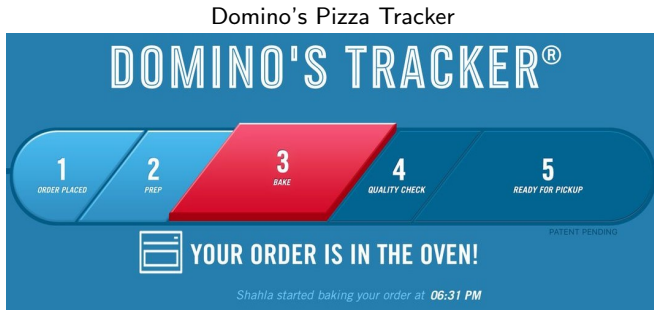 Domino's Pizza Tracker
DOMINO'S TRACKER®
1
ORDER PLACED
2
PREP
3
BAKE
4
QUALITY CHECK
5
READY FOR PICKUP
PATENT PENDING
YOUR ORDER IS IN THE OVEN!
Shahla started baking your order at 06:31 PM